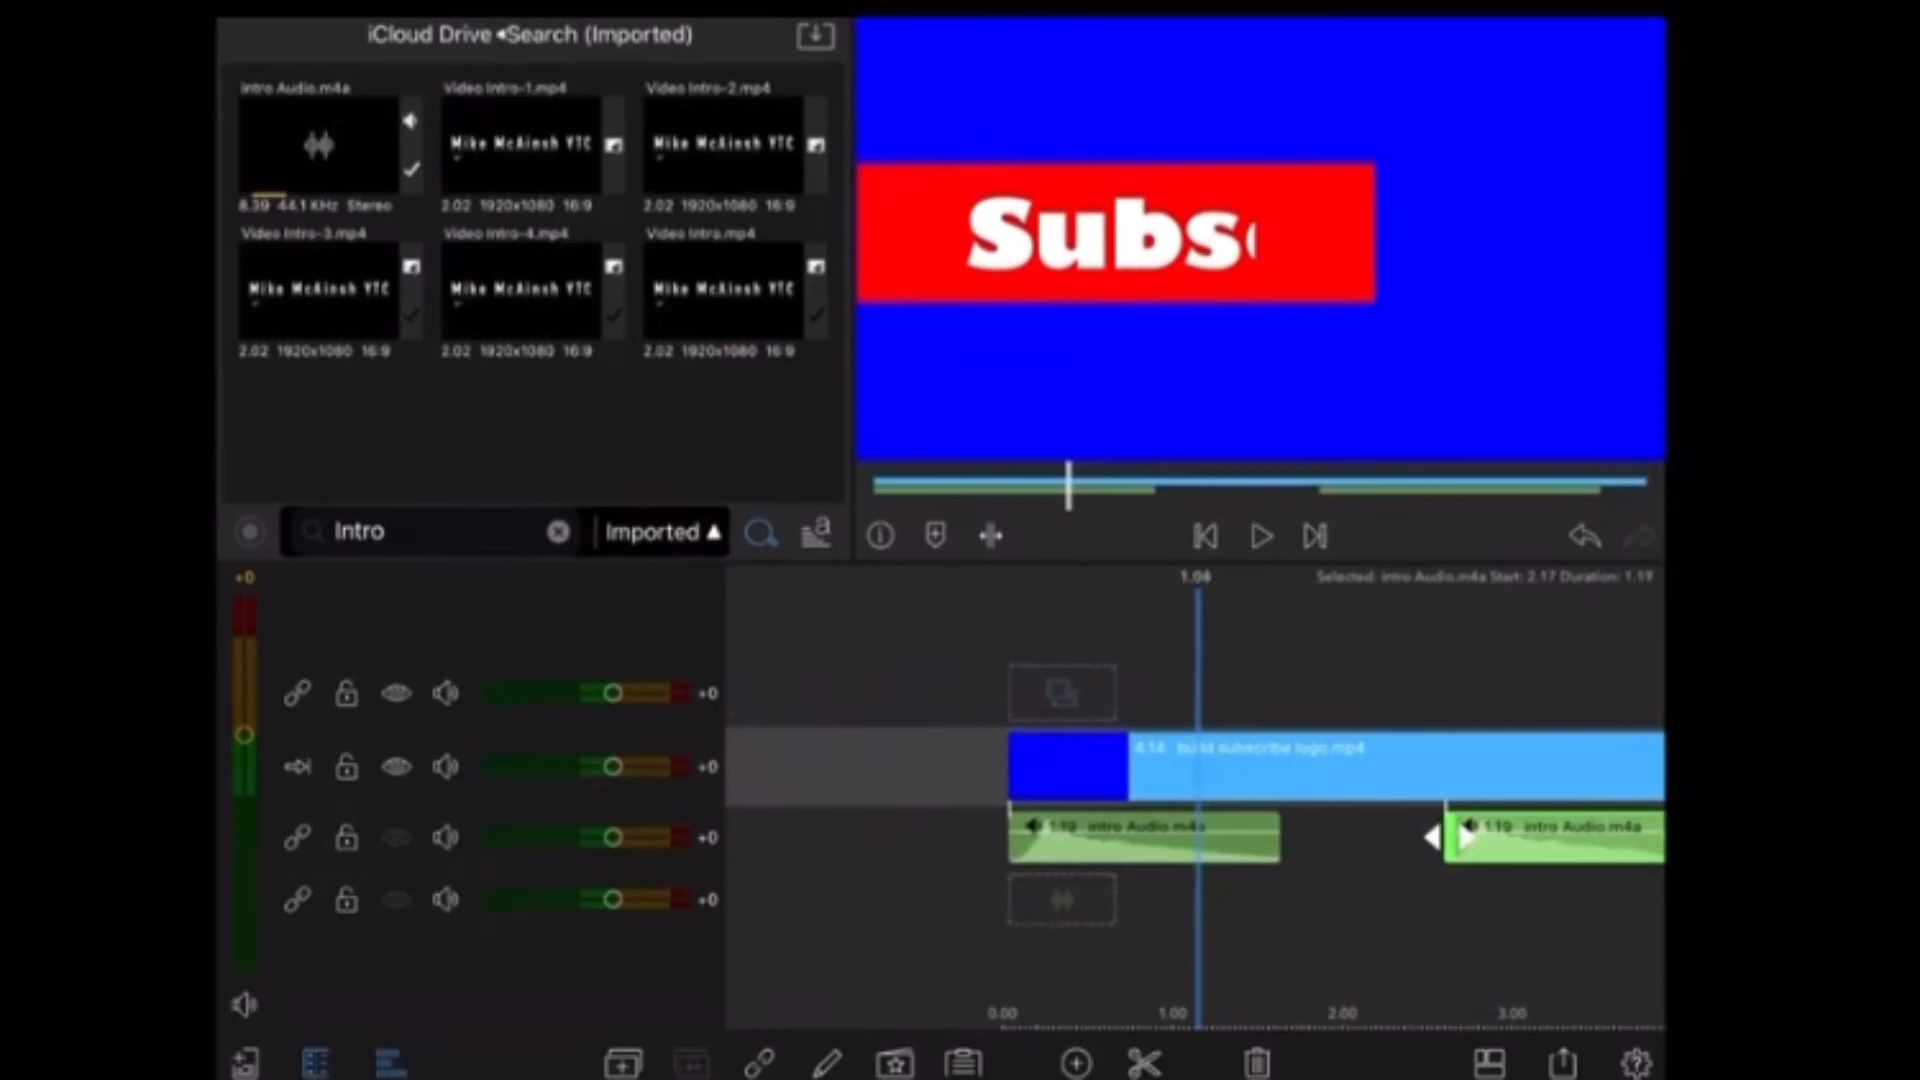 iCloud Drive◂Search (Imported)
intro Audio.m4a
Video Intro-1.mp4
Video Intro-2.mp4
Mike McAinsh YTC
Mike McAinsh YTC
8.39 44.1 KHz Stereo
2.02 1920x1080 16:9
2.02 1920x1080 16:9
Video Intro-3.mp4
Video Intro-4.mp4
Video Intro.mp4
Mike McAinsh YTC
Mike McAinsh YTC
Mike McAinsh YTC
2.02 1920x1080 16:9
2.02 1920x1080 16:9
2.02 1920x1080 16:9
Subs
Intro
Imported ▲
+0
1.04
Selected: intro Audio.m4a Start: 2.17 Duration: 1.19
+0
4.14 build subscribe logo.mp4
+0
1.19 intro Audio.m4a
1.19 intro Audio.m4a
+0
+0
0.00
1.00
2.00
3.00